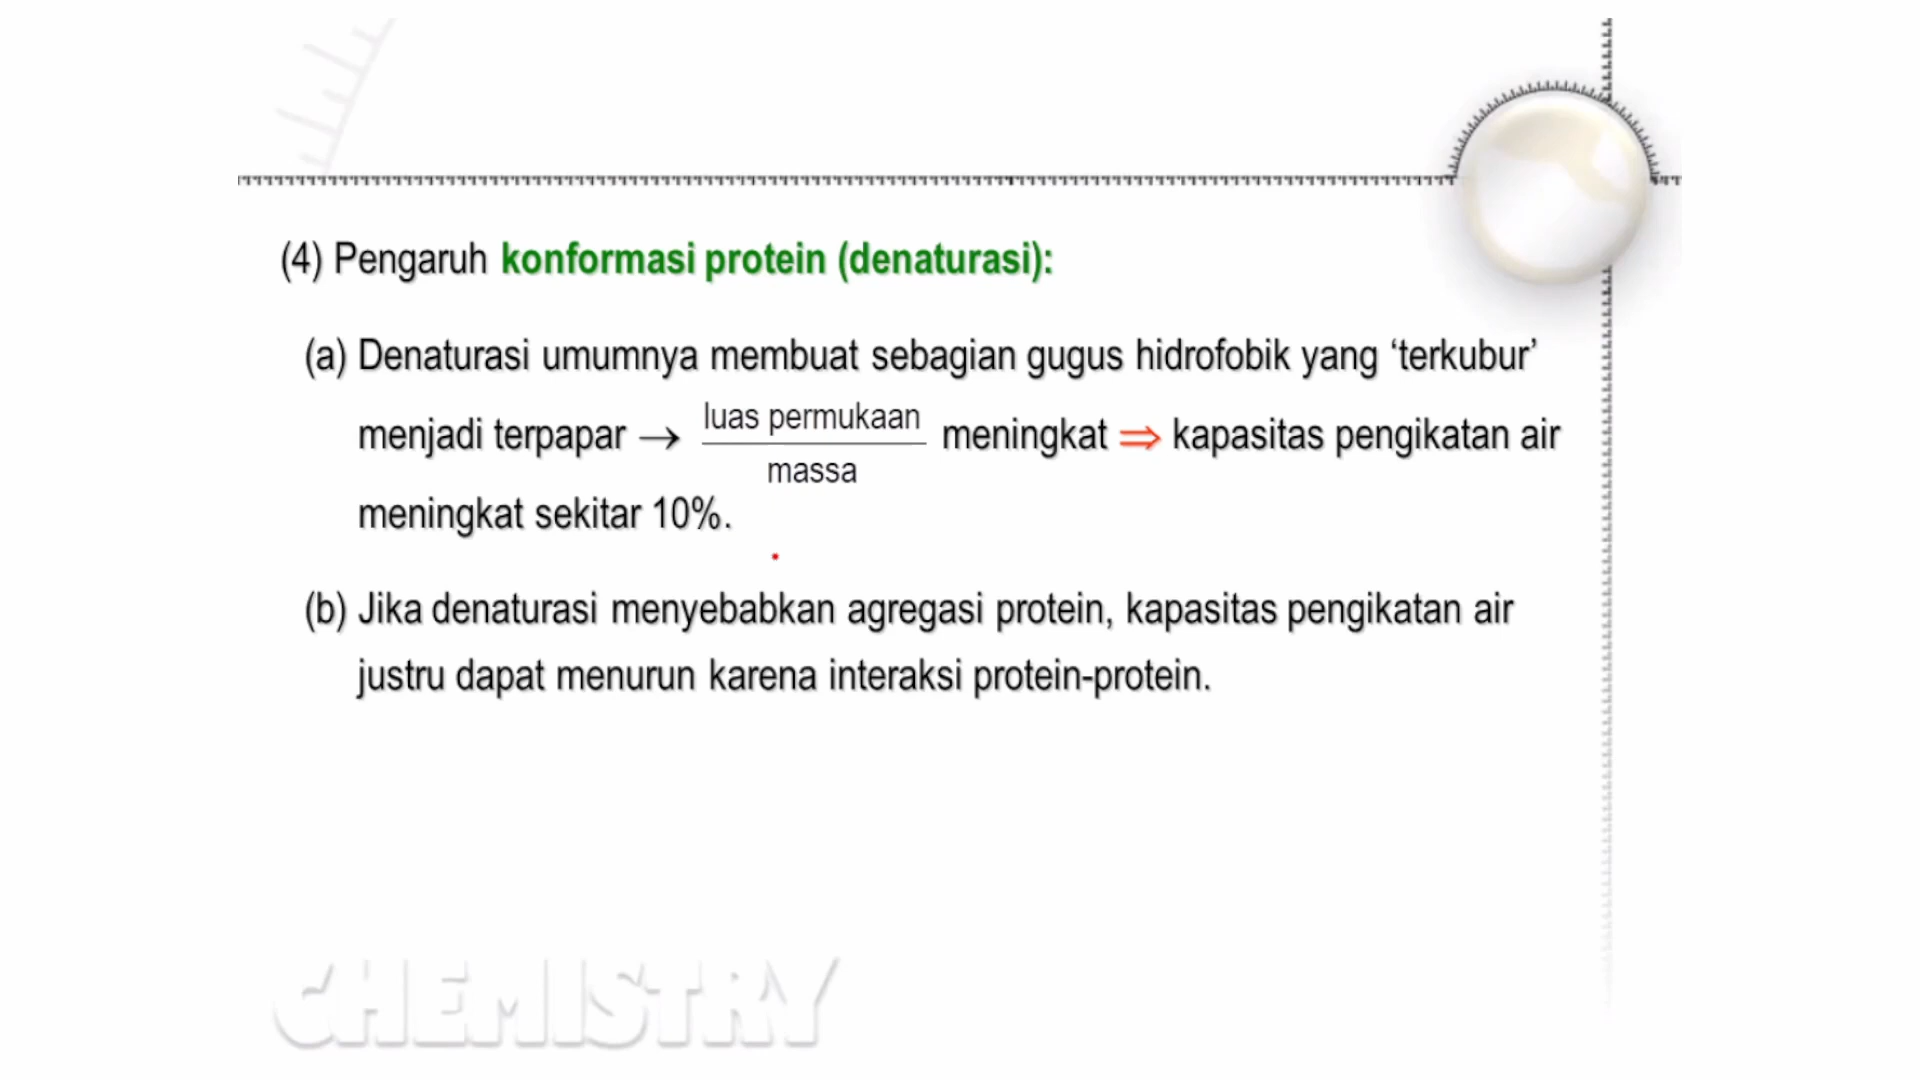 (4) Pengaruh konformasi protein (denaturasi):
(a) Denaturasi umumnya membuat sebagian gugus hidrofobik yang ‘terkubur’
menjadi terpapar → luas permukaan / massa meningkat ⇒ kapasitas pengikatan air
meningkat sekitar 10%.
(b) Jika denaturasi menyebabkan agregasi protein, kapasitas pengikatan air
justru dapat menurun karena interaksi protein-protein.
CHEMISTRY